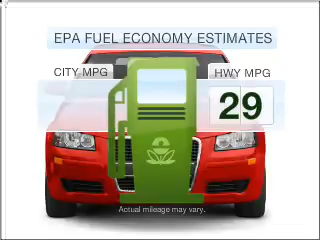 EPA FUEL ECONOMY ESTIMATES
CITY MPG
HWY MPG
29
Actual mileage may vary.